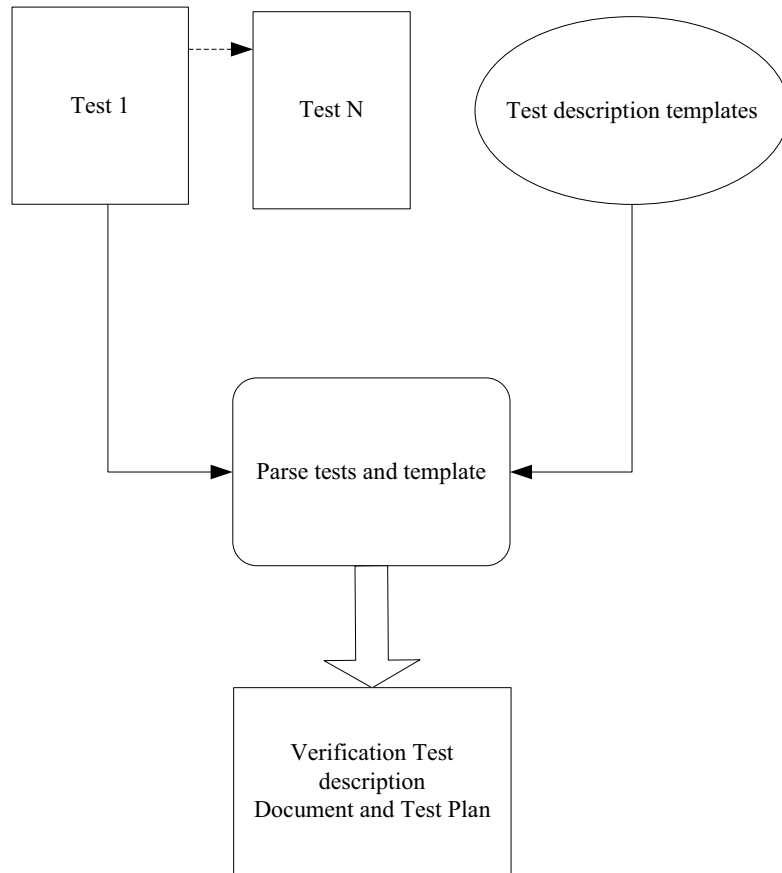 Test 1
Test N
Test description templates
Parse tests and template
Verification Test
description
Document and Test Plan